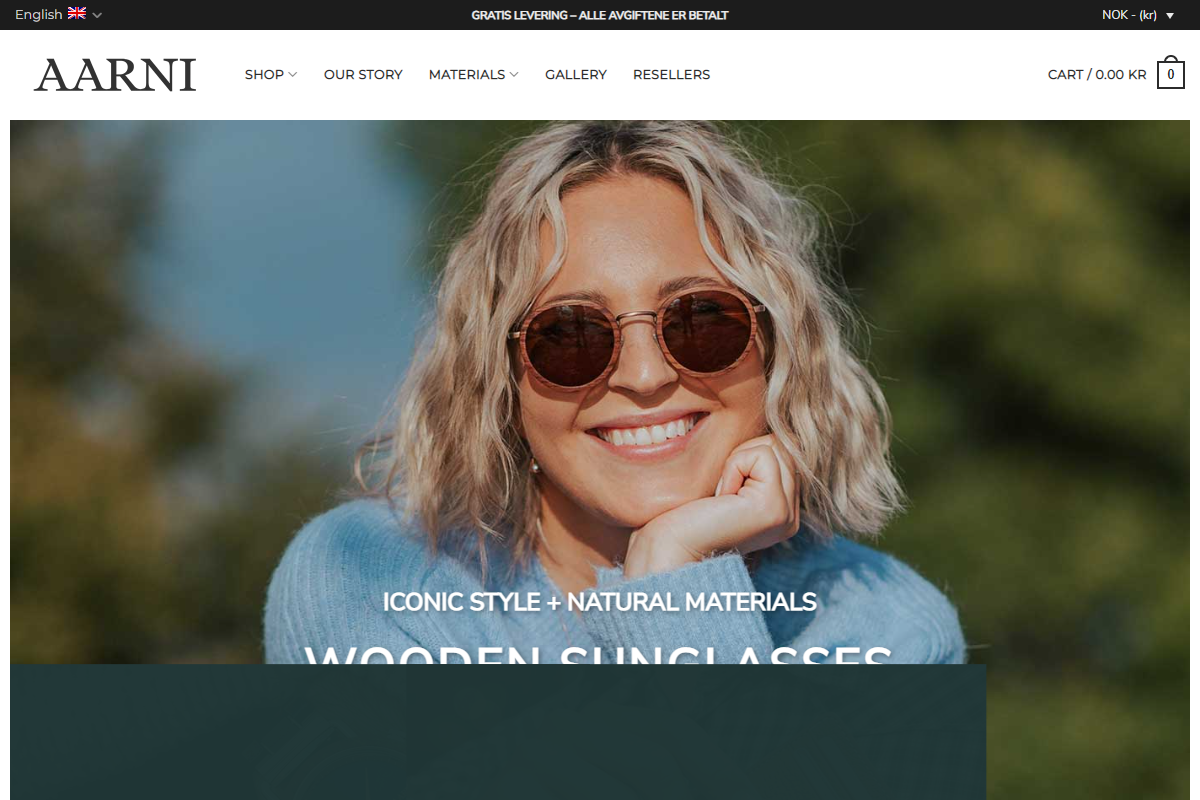 English
GRATIS LEVERING – ALLE AVGIFTENE ER BETALT
NOK - (kr)
AARNI
SHOP
OUR STORY
MATERIALS
GALLERY
RESELLERS
CART / 0.00 KR
0
ICONIC STYLE + NATURAL MATERIALS
WOODEN SUNGLASSES